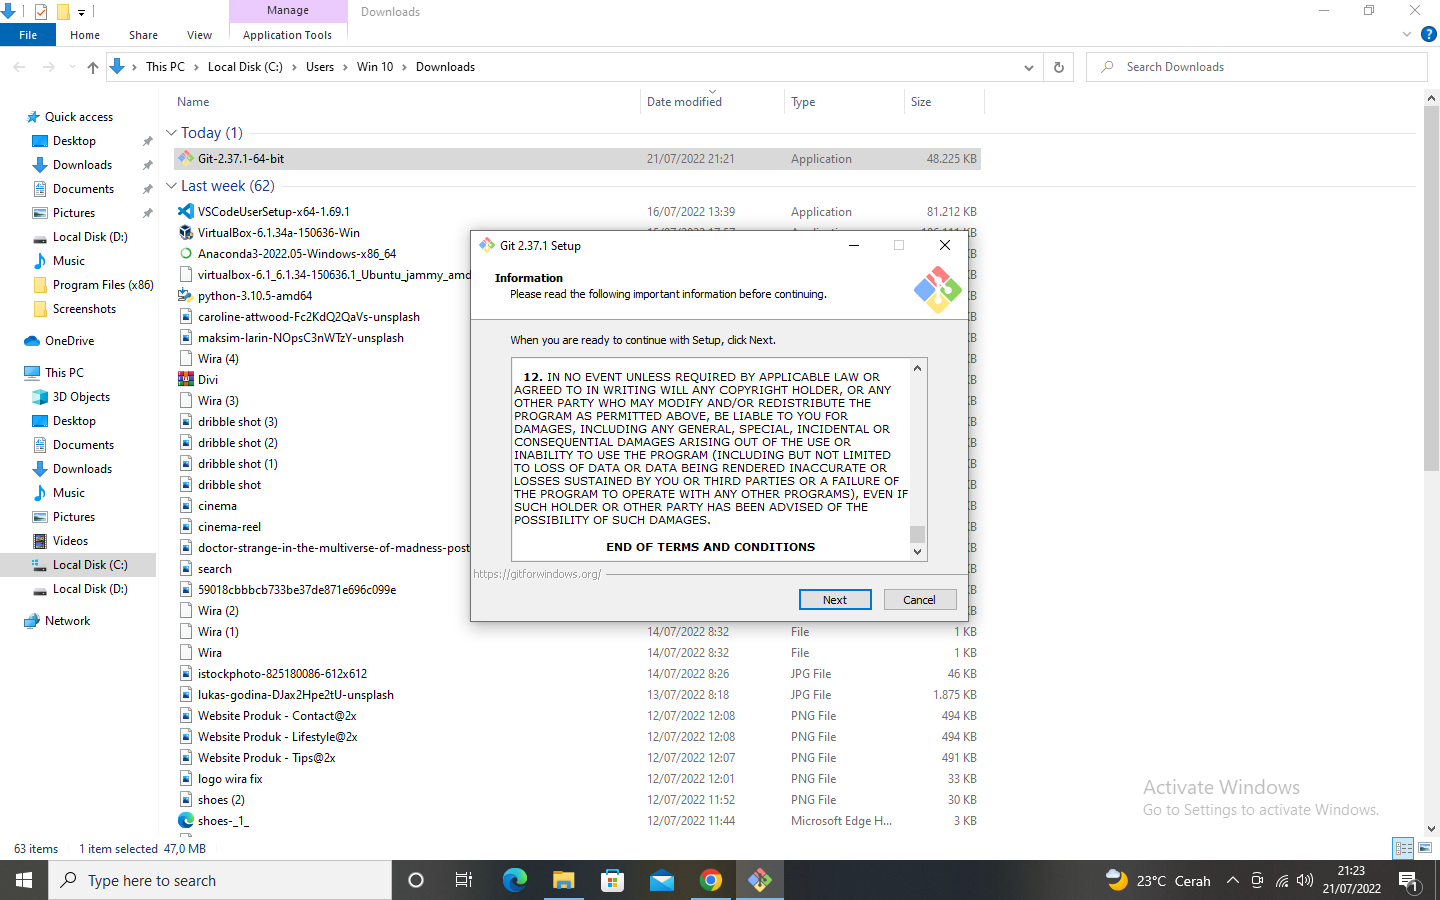 Manage
Downloads
File
Home
Share
View
Application Tools
This PC
Local Disk (C:)
Users
Win 10
Downloads
Search Downloads
Name
Date modified
Type
Size
Quick access
Desktop
Downloads
Documents
Pictures
Local Disk (D:)
Music
Program Files (x86)
Screenshots
OneDrive
This PC
3D Objects
Desktop
Documents
Downloads
Music
Pictures
Videos
Local Disk (C:)
Local Disk (D:)
Network
Today (1)
Git-2.37.1-64-bit 21/07/2022 21:21 Application 48.225 KB
Last week (62)
VSCodeUserSetup-x64-1.69.1 16/07/2022 13:39 Application 81.212 KB
VirtualBox-6.1.34a-150636-Win
Anaconda3-2022.05-Windows-x86_64
virtualbox-6.1_6.1.34-150636.1_Ubuntu_jammy_amd
python-3.10.5-amd64
caroline-attwood-Fc2KdQ2QaVs-unsplash
maksim-larin-NOpsC3nWTzY-unsplash
Wira (4)
Divi
Wira (3)
dribble shot (3)
dribble shot (2)
dribble shot (1)
dribble shot
cinema
cinema-reel
doctor-strange-in-the-multiverse-of-madness-post
search
59018cbbbcb733be37de871e696c099e
Wira (2)
Wira (1) 14/07/2022 8:32 File 1 KB
Wira 14/07/2022 8:32 File 1 KB
istockphoto-825180086-612x612 14/07/2022 8:26 JPG File 46 KB
lukas-godina-DJax2Hpe2tU-unsplash 13/07/2022 8:18 JPG File 1.875 KB
Website Produk - Contact@2x 12/07/2022 12:08 PNG File 494 KB
Website Produk - Lifestyle@2x 12/07/2022 12:08 PNG File 494 KB
Website Produk - Tips@2x 12/07/2022 12:07 PNG File 491 KB
logo wira fix 12/07/2022 12:01 PNG File 33 KB
shoes (2) 12/07/2022 11:52 PNG File 30 KB
shoes-_1_ 12/07/2022 11:44 Microsoft Edge H... 3 KB
Git 2.37.1 Setup
Information
Please read the following important information before continuing.
When you are ready to continue with Setup, click Next.
12. IN NO EVENT UNLESS REQUIRED BY APPLICABLE LAW OR
AGREED TO IN WRITING WILL ANY COPYRIGHT HOLDER, OR ANY
OTHER PARTY WHO MAY MODIFY AND/OR REDISTRIBUTE THE
PROGRAM AS PERMITTED ABOVE, BE LIABLE TO YOU FOR
DAMAGES, INCLUDING ANY GENERAL, SPECIAL, INCIDENTAL OR
CONSEQUENTIAL DAMAGES ARISING OUT OF THE USE OR
INABILITY TO USE THE PROGRAM (INCLUDING BUT NOT LIMITED
TO LOSS OF DATA OR DATA BEING RENDERED INACCURATE OR
LOSSES SUSTAINED BY YOU OR THIRD PARTIES OR A FAILURE OF
THE PROGRAM TO OPERATE WITH ANY OTHER PROGRAMS), EVEN IF
SUCH HOLDER OR OTHER PARTY HAS BEEN ADVISED OF THE
POSSIBILITY OF SUCH DAMAGES.
END OF TERMS AND CONDITIONS
https://gitforwindows.org/
Next
Cancel
Activate Windows
Go to Settings to activate Windows.
63 items
1 item selected 47,0 MB
Type here to search
23°C Cerah
21:23
21/07/2022
1